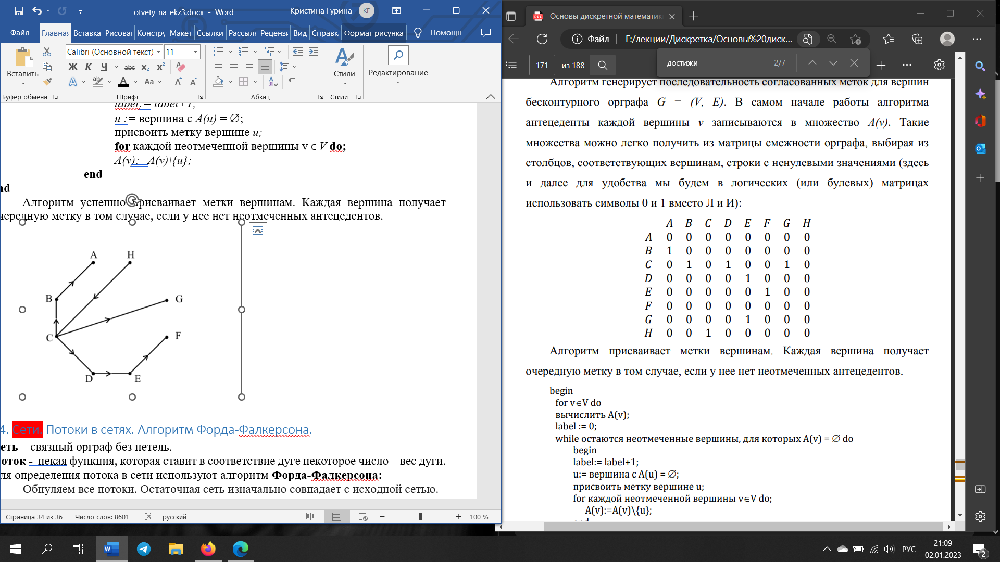 otvety_na_ekz3.docx - Word
Кристина Гурина
КГ
Файл Главная Вставка Рисовал Констру Макет Ссылки Рассылк Рецензи Вид Справка Формат рисунка Помощн
Вставить
Calibri (Основной текст) 11
Ж К Ч abc x₂ x²
А ab А Aa А А
Стили
Редактирование
Буфер обмена Шрифт Абзац Стили
label:= label+1;
u := вершина с A(u) = ∅;
присвоить метку вершине u;
for каждой неотмеченной вершины v ϵ V do;
A(v):=A(v)\{u};
end
nd
Алгоритм успешно присваивает метки вершинам. Каждая вершина получает
чередную метку в том случае, если у нее нет неотмеченных антецедентов.
A H
B G
C F
D E
4. Сети. Потоки в сетях. Алгоритм Форда-Фалкерсона.
еть – связный орграф без петель.
оток - некая функция, которая ставит в соответствие дуге некоторое число – вес дуги.
ля определения потока в сети используют алгоритм Форда-Фалкерсона:
Обнуляем все потоки. Остаточная сеть изначально совпадает с исходной сетью.
Страница 34 из 36 Число слов: 8601 русский 100 %
Основы дискретной математик
Файл F:/лекции/Дискретка/Основы%20диск...
171 из 188
достижи 2/7
Алгоритм генерирует последовательность согласованных меток для вершин
бесконтурного орграфа G = (V, E). В самом начале работы алгоритма
антецеденты каждой вершины v записываются в множество A(v). Такие
множества можно легко получить из матрицы смежности орграфа, выбирая из
столбцов, соответствующих вершинам, строки с ненулевыми значениями (здесь
и далее для удобства мы будем в логических (или булевых) матрицах
использовать символы 0 и 1 вместо Л и И):
A B C D E F G H
A 0 0 0 0 0 0 0 0
B 1 0 0 0 0 0 0 0
C 0 1 0 1 0 0 1 0
D 0 0 0 0 1 0 0 0
E 0 0 0 0 0 1 0 0
F 0 0 0 0 0 0 0 0
G 0 0 0 0 1 0 0 0
H 0 0 1 0 0 0 0 0
Алгоритм присваивает метки вершинам. Каждая вершина получает
очередную метку в том случае, если у нее нет неотмеченных антецедентов.
begin
for v∈V do
вычислить A(v);
label := 0;
while остаются неотмеченные вершины, для которых A(v) = ∅ do
begin
label:= label+1;
u:= вершина с A(u) = ∅;
присвоить метку вершине u;
for каждой неотмеченной вершины v∈V do;
A(v):=A(v)\{u};
end
РУС
21:09
02.01.2023
2